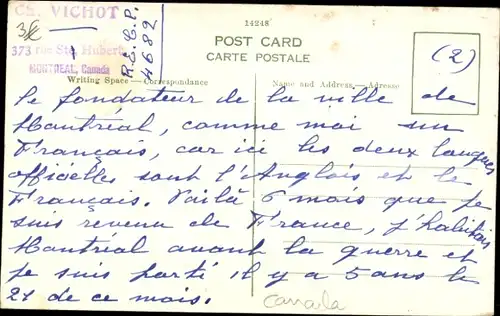 CS. VICHOT
373 rue Ste. Hubert
MONTREAL, Canada
R.E.C.P.
4682
14248
POST CARD
CARTE POSTALE
Writing Space—Correspondence
Name and Address—Adresse
(2)
le fondateur de la ville de
Montréal, comme moi un
Français, car ici les deux langues
officielles sont l'Anglais et le
Français. Voilà 6 mois que je
suis revenu de France, j'habitais
Montréal avant la guerre et
je suis parti il y a 5 ans le
27 de ce mois.
Canada